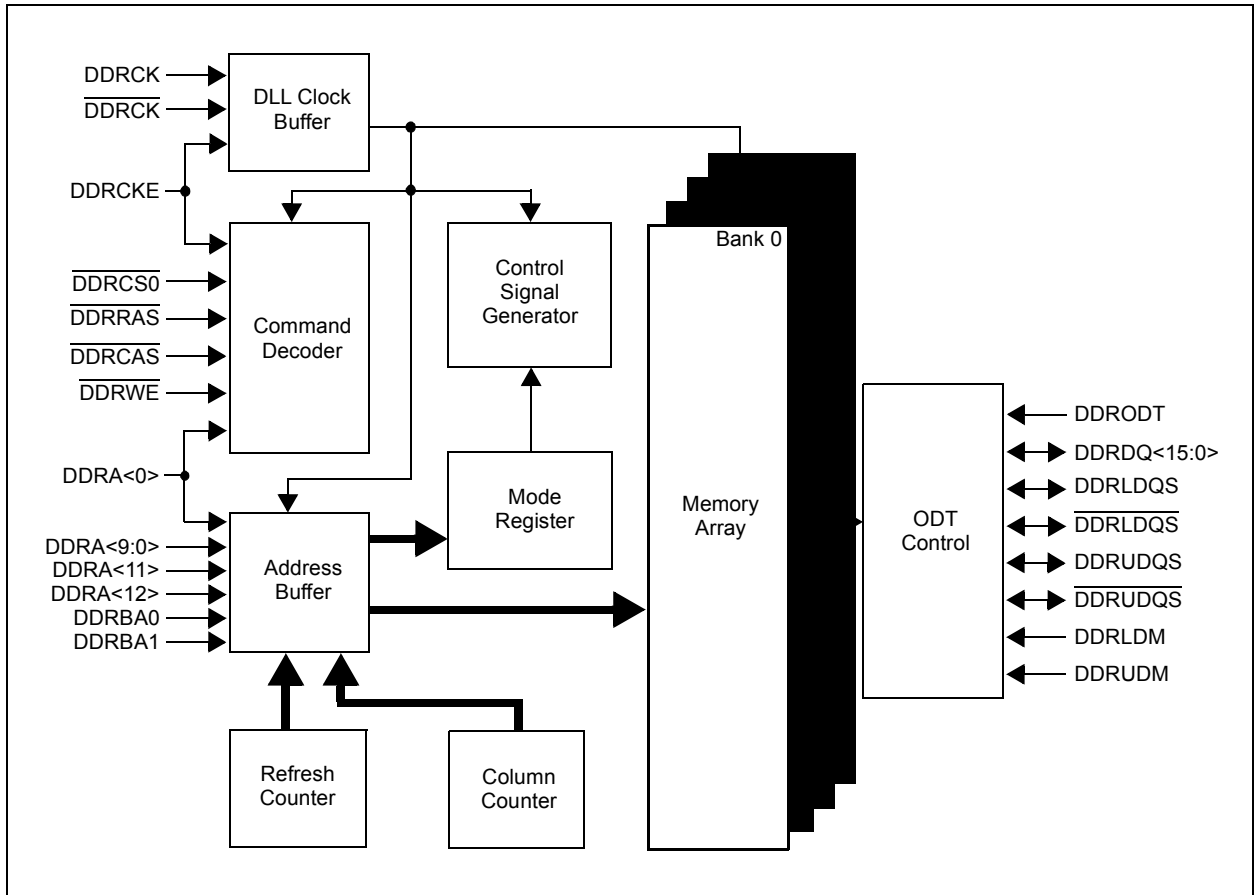 DDRCK
DDRCK
DDRCKE
DDRCS0
DDRRAS
DDRCAS
DDRWE
DDRA<0>
DDRA<9:0>
DDRA<11>
DDRA<12>
DDRBA0
DDRBA1
DLL Clock
Buffer
Command
Decoder
Address
Buffer
Refresh
Counter
Control
Signal
Generator
Mode
Register
Column
Counter
Bank 0
Memory
Array
ODT
Control
DDRODT
DDRDQ<15:0>
DDRLDQS
DDRLDQS
DDRUDQS
DDRUDQS
DDRLDM
DDRUDM